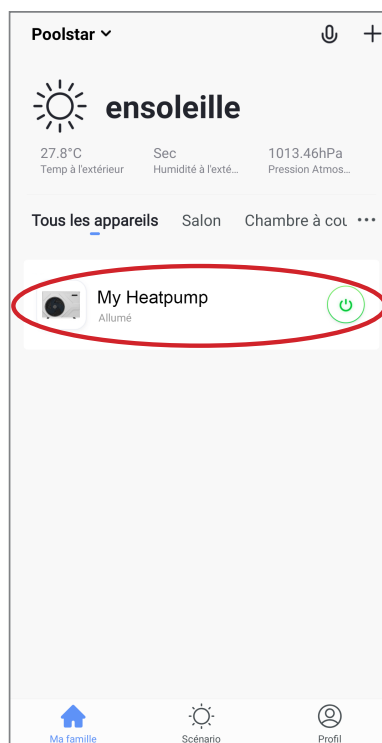 Poolstar
ensoleille
27.8°C Sec 1013.46hPa
Temp à l'extérieur Humidité à l'exté... Pression Atmos...
Tous les appareils Salon Chambre à cou
My Heatpump
Allumé
Ma famille Scénario Profil